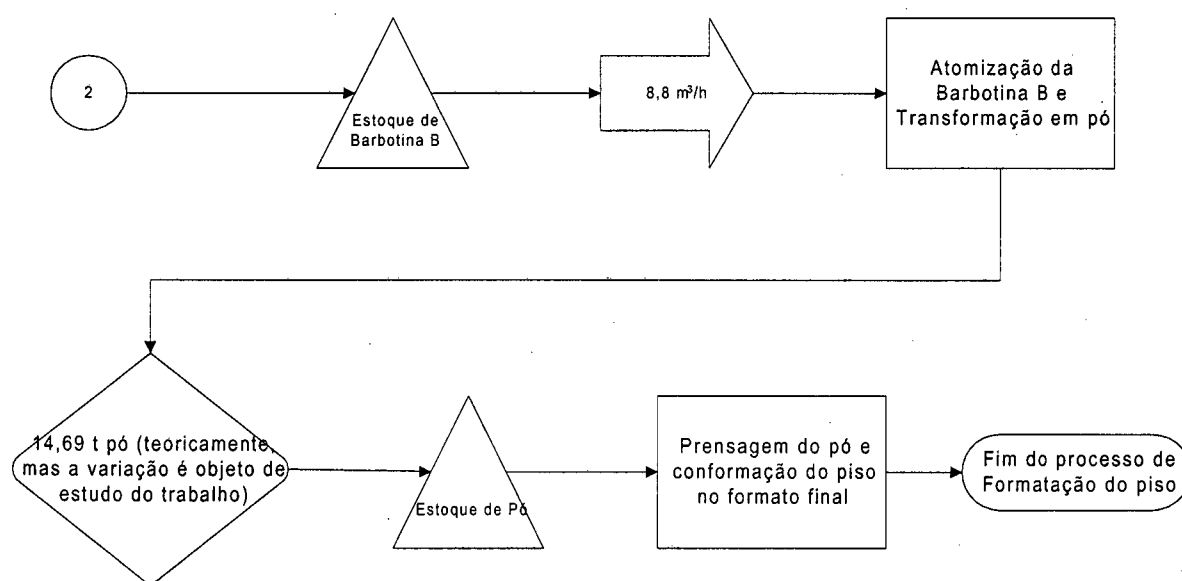 2
Estoque de
Barbotina B
8,8 m³/h
Atomização da
Barbotina B e
Transformação em pó
14,69 t pó (teoricamente,
mas a variação é objeto de
estudo do trabalho)
Estoque de Pó
Prensagem do pó e
conformação do piso
no formato final
Fim do processo de
Formatação do piso